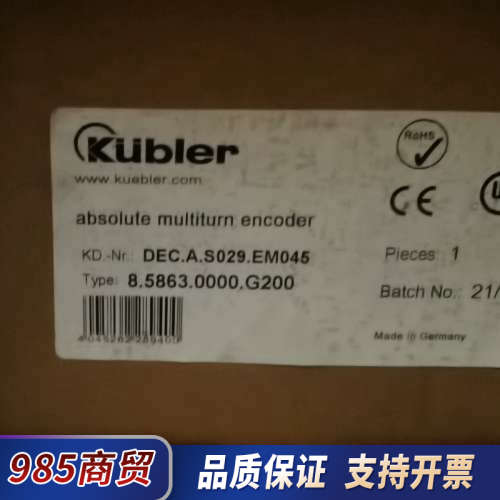 Kübler
www.kuebler.com
RoHS
CE
absolute multiturn encoder
KD.-Nr.: DEC.A.S029.EM045
Pieces: 1
Type: 8.5863.0000.G200
Batch No.: 21/
Made in Germany
985商贸
品质保证 支持开票